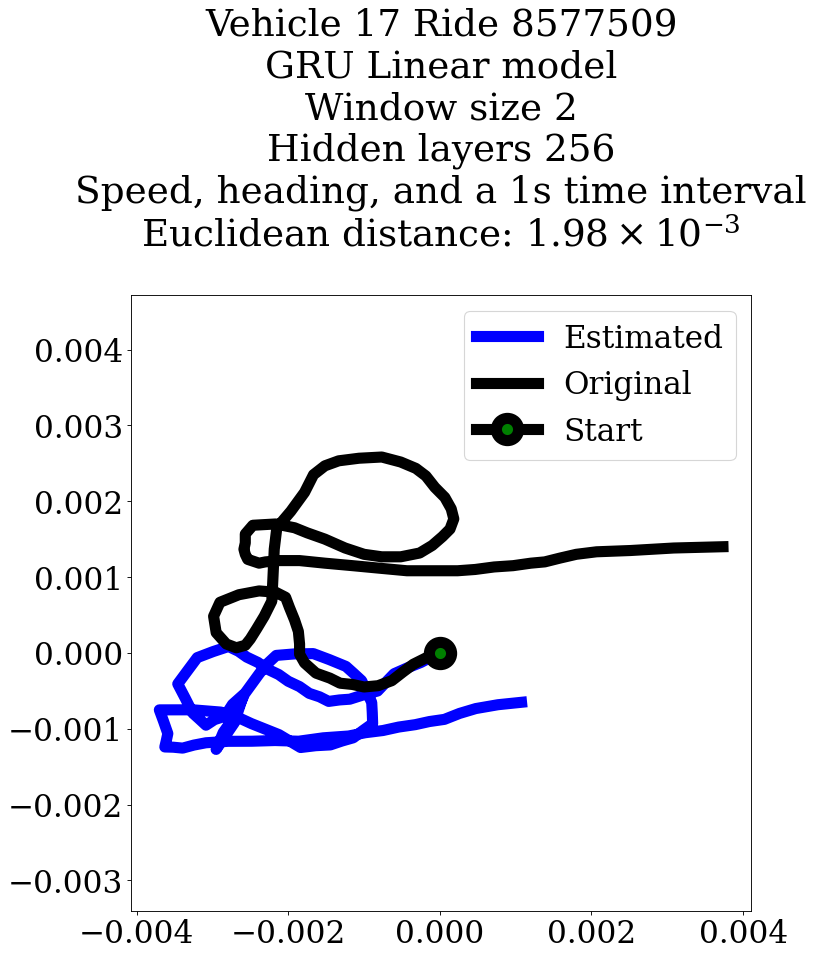 Vehicle 17 Ride 8577509
GRU Linear model
Window size 2
Hidden layers 256
Speed, heading, and a 1s time interval
Euclidean distance: 1.98 × 10⁻³
Estimated
Original
Start
0.004
0.003
0.002
0.001
0.000
−0.001
−0.002
−0.003
−0.004 −0.002 0.000 0.002 0.004